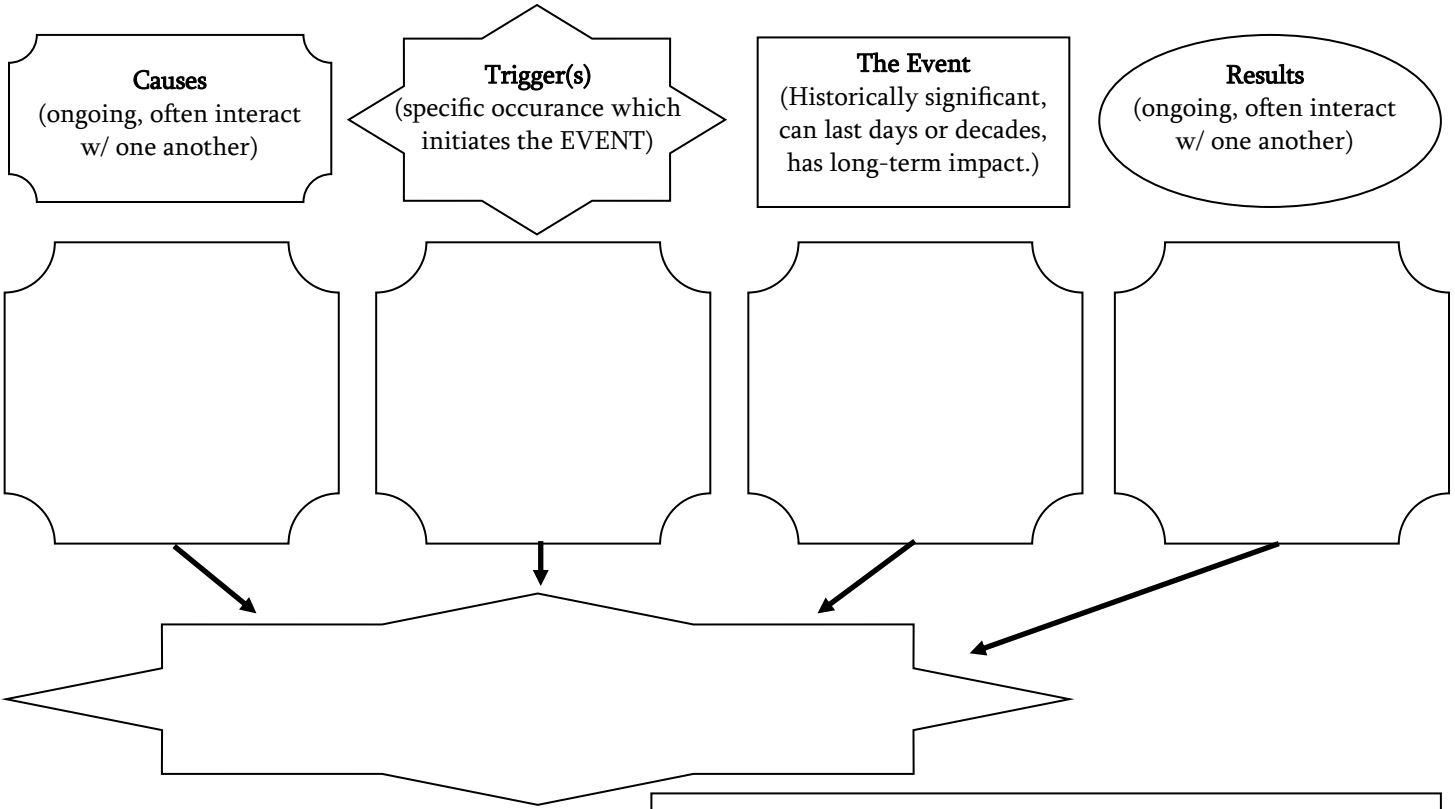 Causes
(ongoing, often interact
w/ one another)
Trigger(s)
(specific occurance which
initiates the EVENT)
The Event
(Historically significant,
can last days or decades,
has long-term impact.)
Results
(ongoing, often interact
w/ one another)